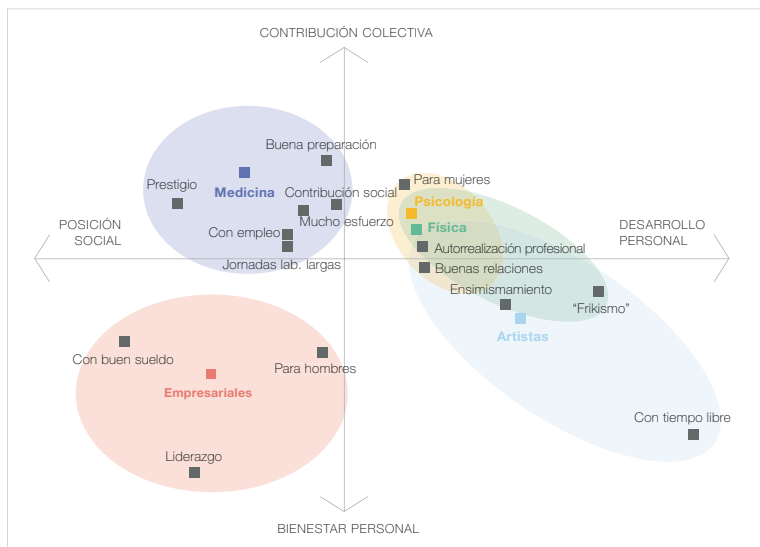 CONTRIBUCIÓN COLECTIVA
Buena preparación
Prestigio
Medicina
Contribución social
Para mujeres
Psicología
Mucho esfuerzo
Física
POSICIÓN
SOCIAL
Con empleo
DESARROLLO
PERSONAL
Autorrealización profesional
Jornadas lab. largas
Buenas relaciones
Ensimismamiento
“Frikismo”
Artistas
Con buen sueldo
Para hombres
Empresariales
Con tiempo libre
Liderazgo
BIENESTAR PERSONAL